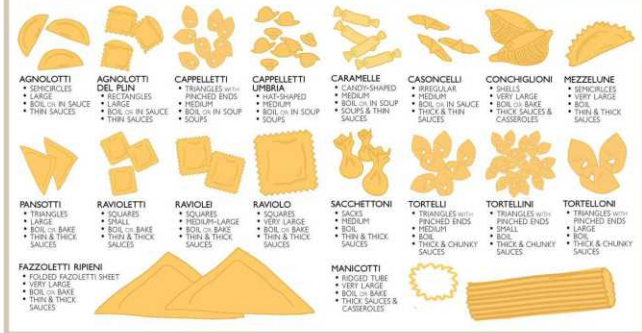 AGNOLOTTI
• SEMICIRCLES
• LARGE
• BOIL OR IN SAUCE
• THIN SAUCES
AGNOLOTTI
DEL PLIN
• RECTANGLES
• LARGE
• BOIL OR IN SAUCE
• THIN SAUCES
CAPPELLETTI
• TRIANGLES WITH
PINCHED ENDS
• MEDIUM
• BOIL OR IN SOUP
• SOUPS
CAPPELLETTI
UMBRIA
• HAT-SHAPED
• MEDIUM
• BOIL OR IN SOUP
• SOUPS
CARAMELLE
• CANDY-SHAPED
• MEDIUM
• BOIL OR IN SOUP
• SOUPS & THIN
SAUCES
CASONCELLI
• IRREGULAR
• MEDIUM
• BOIL OR IN SAUCE
• THICK & THIN
SAUCES
CONCHIGLIONI
• SHELLS
• VERY LARGE
• BOIL OR BAKE
• THICK SAUCES &
CASSEROLES
MEZZELUNE
• SEMICIRLCES
• VERY LARGE
• BOIL
• THIN & THICK
SAUCES
PANSOTTI
• TRIANGLES
• LARGE
• BOIL OR BAKE
• THIN & THICK
SAUCES
RAVIOLETTI
• SQUARES
• SMALL
• BOIL OR BAKE
• THIN & THICK
SAUCES
RAVIOLEI
• SQUARES
• MEDIUM-LARGE
• BOIL OR BAKE
• THIN & THICK
SAUCES
RAVIOLO
• SQUARES
• VERY LARGE
• BOIL OR BAKE
• THIN & THICK
SAUCES
SACCHETTONI
• SACKS
• MEDIUM
• BOIL
• THIN & THICK
SAUCES
TORTELLI
• TRIANGLES WITH
PINCHED ENDS
• MEDIUM
• BOIL
• THICK & CHUNKY
SAUCES
TORTELLINI
• TRIANGLES WITH
PINCHED ENDS
• SMALL
• BOIL
• THICK & CHUNKY
SAUCES
TORTELLONI
• TRIANGLES WITH
PINCHED ENDS
• LARGE
• BOIL
• THICK & CHUNKY
SAUCES
FAZZOLETTI RIPIENI
• FOLDED FAZOLETTI SHEET
• VERY LARGE
• BOIL OR BAKE
• THIN & THICK
SAUCES
MANICOTTI
• RIDGED TUBE
• VERY LARGE
• BOIL OR BAKE
• THICK SAUCES &
CASSEROLES